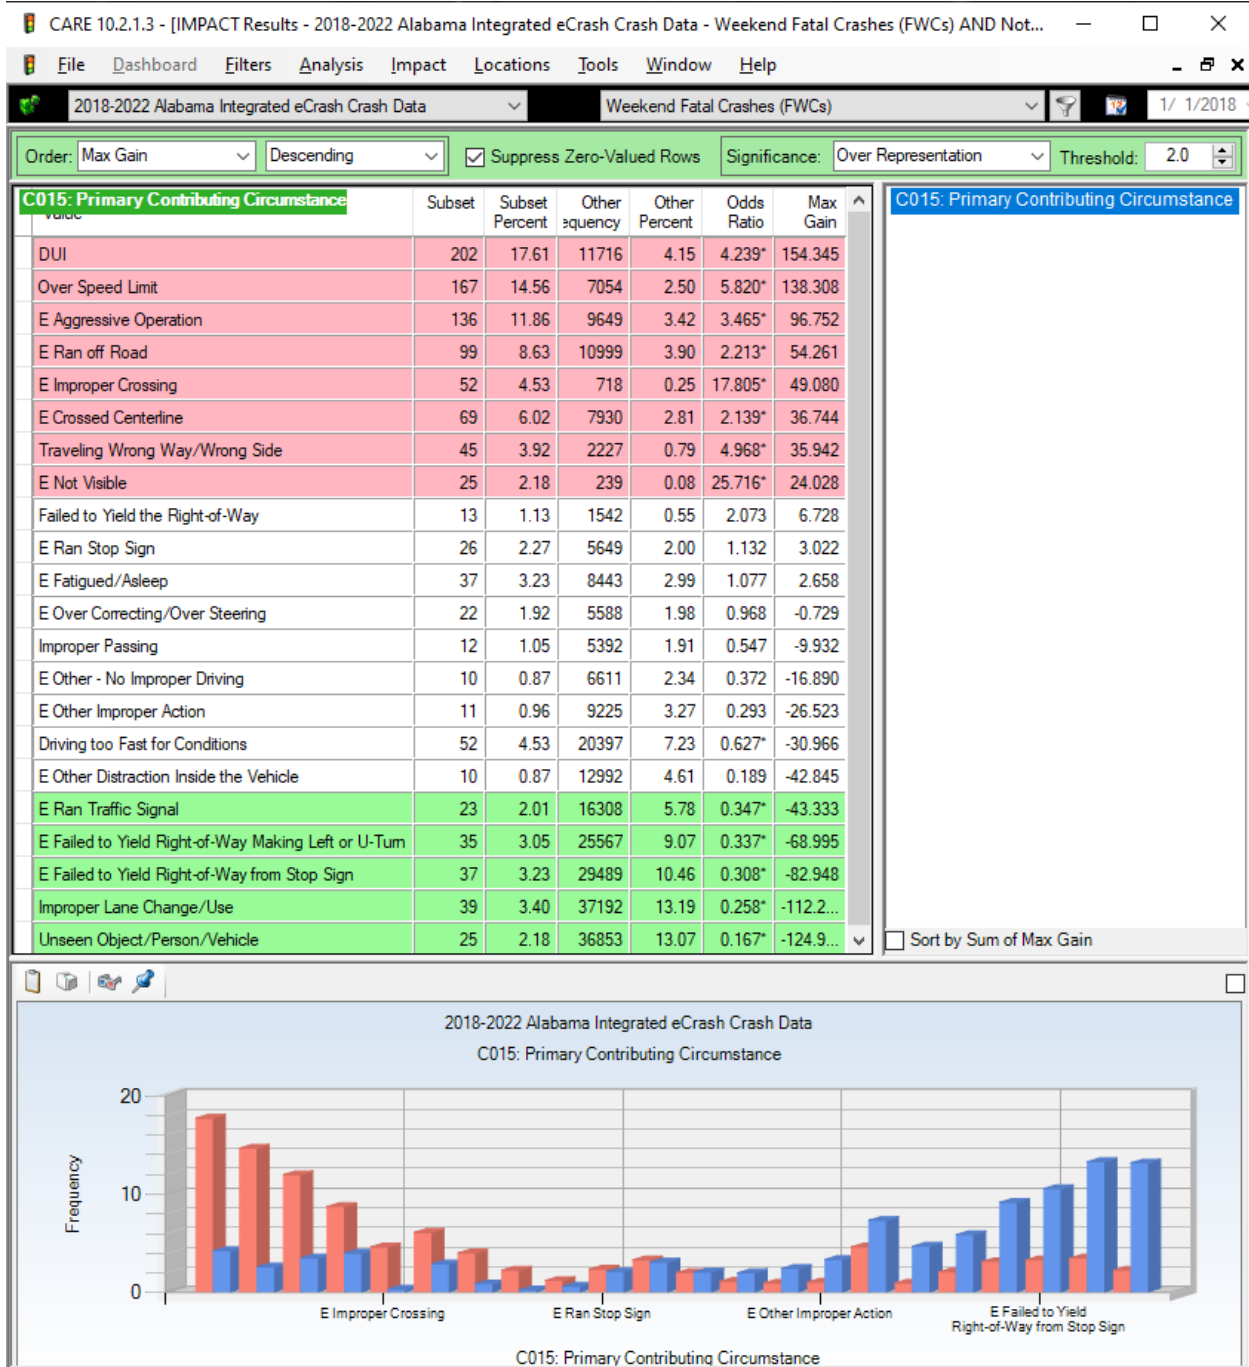 CARE 10.2.1.3 - [IMPACT Results - 2018-2022 Alabama Integrated eCrash Crash Data - Weekend Fatal Crashes (FWCs) AND Not...
File Dashboard Filters Analysis Impact Locations Tools Window Help
2018-2022 Alabama Integrated eCrash Crash Data Weekend Fatal Crashes (FWCs) 1/ 1/2018
Order: Max Gain Descending Suppress Zero-Valued Rows Significance: Over Representation Threshold: 2.0
C015: Primary Contributing Circumstance Subset Subset Percent Other equency Other Percent Odds Ratio Max Gain C015: Primary Contributing Circumstance
DUI 202 17.61 11716 4.15 4.239* 154.345
Over Speed Limit 167 14.56 7054 2.50 5.820* 138.308
E Aggressive Operation 136 11.86 9649 3.42 3.465* 96.752
E Ran off Road 99 8.63 10999 3.90 2.213* 54.261
E Improper Crossing 52 4.53 718 0.25 17.805* 49.080
E Crossed Centerline 69 6.02 7930 2.81 2.139* 36.744
Traveling Wrong Way/Wrong Side 45 3.92 2227 0.79 4.968* 35.942
E Not Visible 25 2.18 239 0.08 25.716* 24.028
Failed to Yield the Right-of-Way 13 1.13 1542 0.55 2.073 6.728
E Ran Stop Sign 26 2.27 5649 2.00 1.132 3.022
E Fatigued/Asleep 37 3.23 8443 2.99 1.077 2.658
E Over Correcting/Over Steering 22 1.92 5588 1.98 0.968 -0.729
Improper Passing 12 1.05 5392 1.91 0.547 -9.932
E Other - No Improper Driving 10 0.87 6611 2.34 0.372 -16.890
E Other Improper Action 11 0.96 9225 3.27 0.293 -26.523
Driving too Fast for Conditions 52 4.53 20397 7.23 0.627* -30.966
E Other Distraction Inside the Vehicle 10 0.87 12992 4.61 0.189 -42.845
E Ran Traffic Signal 23 2.01 16308 5.78 0.347* -43.333
E Failed to Yield Right-of-Way Making Left or U-Turn 35 3.05 25567 9.07 0.337* -68.995
E Failed to Yield Right-of-Way from Stop Sign 37 3.23 29489 10.46 0.308* -82.948
Improper Lane Change/Use 39 3.40 37192 13.19 0.258* -112.2...
Unseen Object/Person/Vehicle 25 2.18 36853 13.07 0.167* -124.9...
Sort by Sum of Max Gain
2018-2022 Alabama Integrated eCrash Crash Data
C015: Primary Contributing Circumstance
Frequency
20
10
0
E Improper Crossing E Ran Stop Sign E Other Improper Action E Failed to Yield
Right-of-Way from Stop Sign
C015: Primary Contributing Circumstance